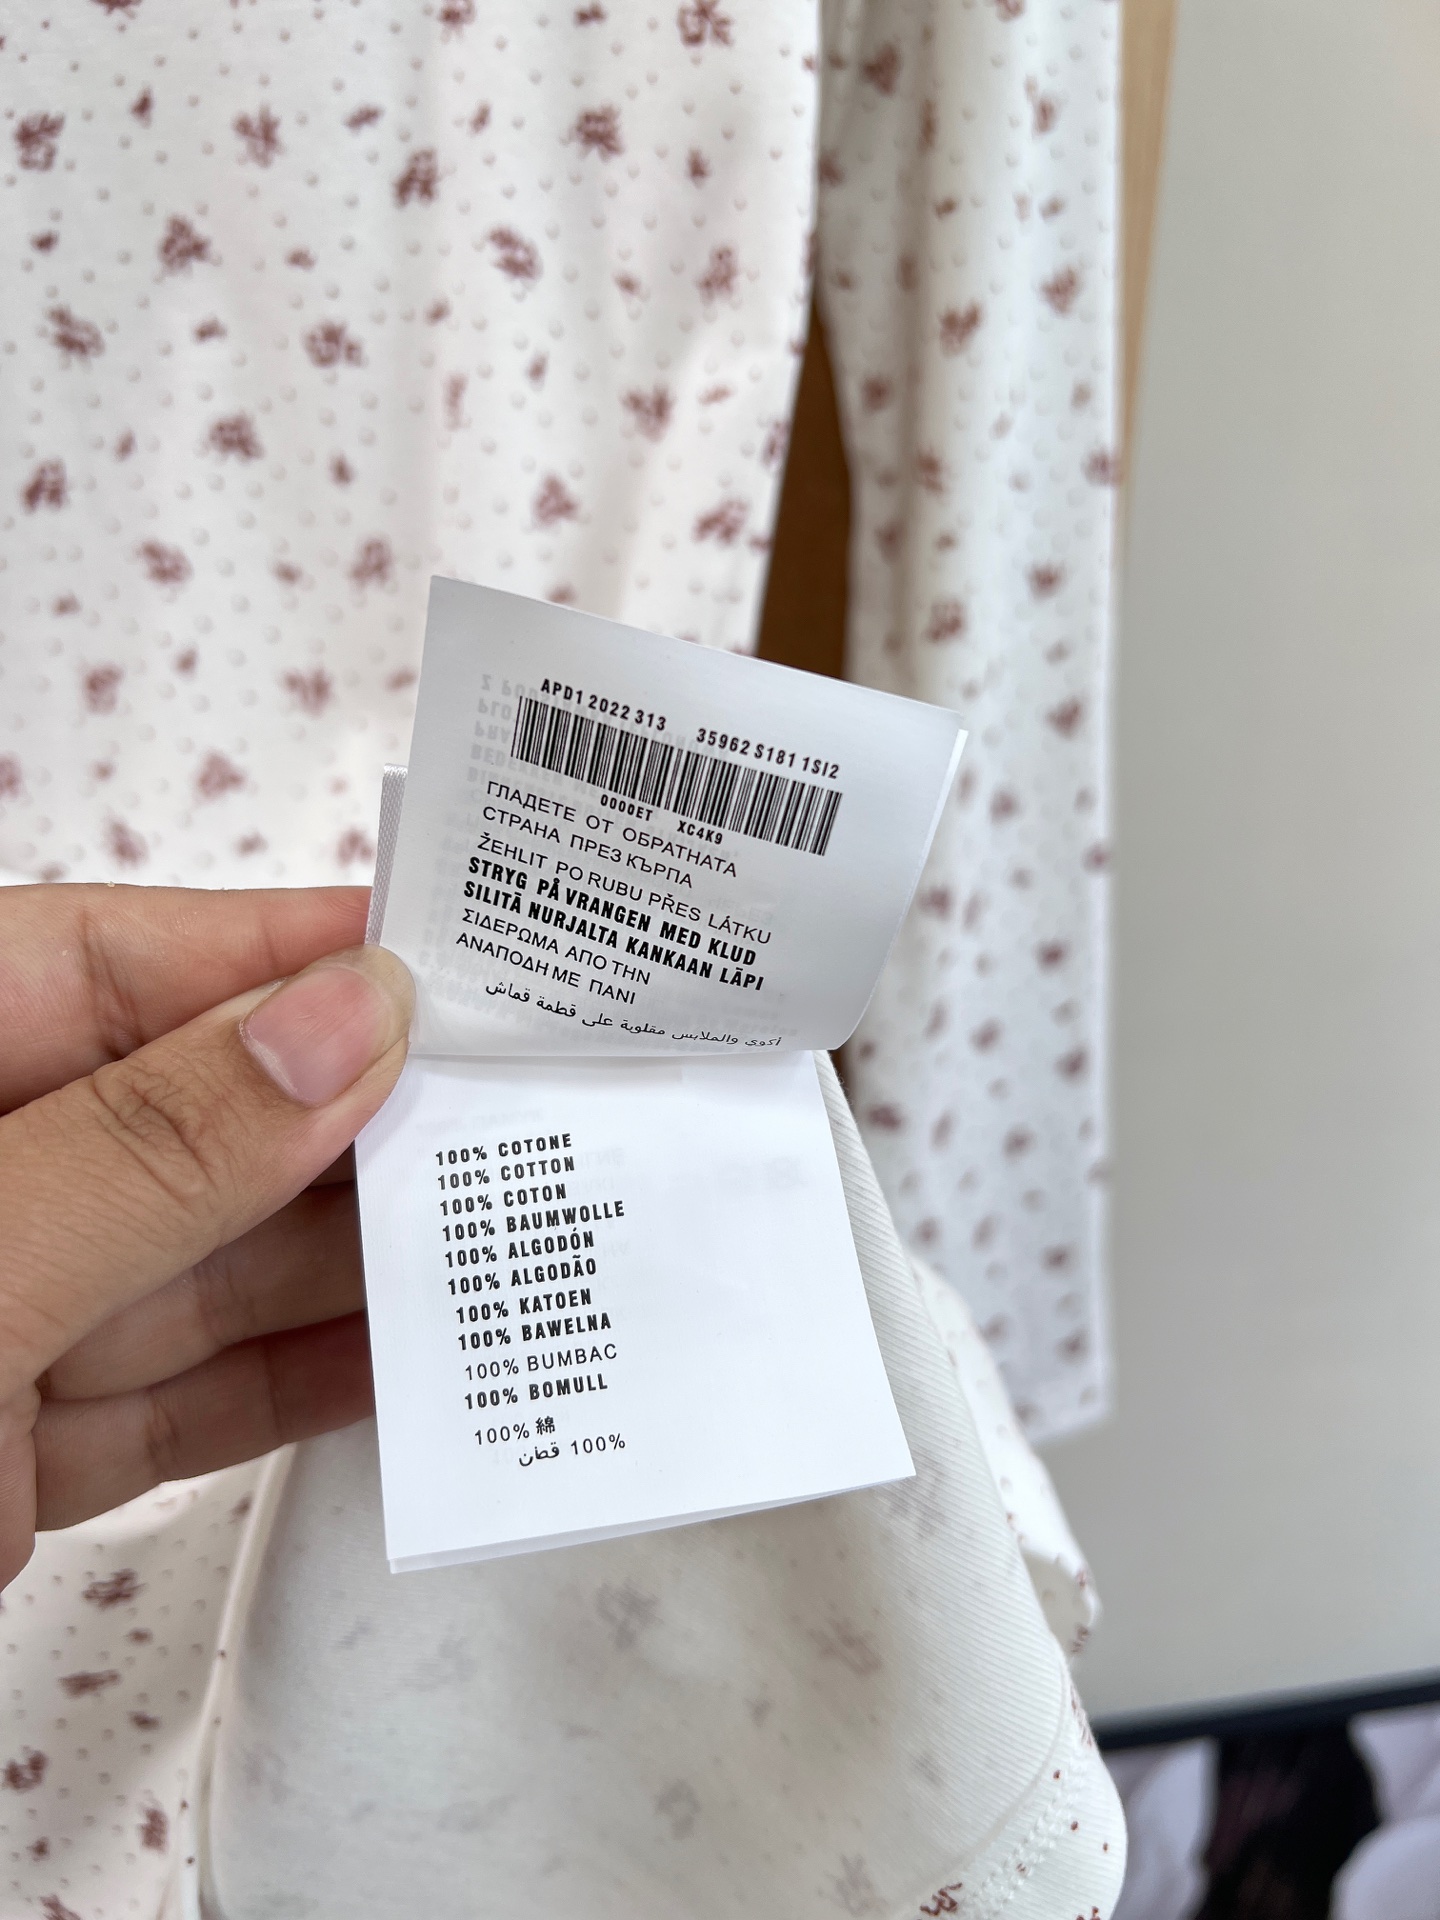 APD1 2022 313 35962 S181 1SI2
0000ET XC4K9
ГЛАДЕТЕ ОТ ОБРАТНАТА
СТРАНА ПРЕЗ КЪРПА
ŽEHLIT PO RUBU PŘES LÁTKU
STRYG PÅ VRANGEN MED KLUD
SILITÄ NURJALTA KANKAAN LÄPI
ΣΙΔΕΡΩΜΑ ΑΠΟ ΤΗΝ
ΑΝΑΠΟΔΗ ΜΕ ΠΑΝΙ
أكوي والملابس مقلوبة على قطمة قماش
100% COTONE
100% COTTON
100% COTON
100% BAUMWOLLE
100% ALGODÓN
100% ALGODÃO
100% KATOEN
100% BAWELNA
100% BUMBAC
100% BOMULL
100% 綿
100% قطن